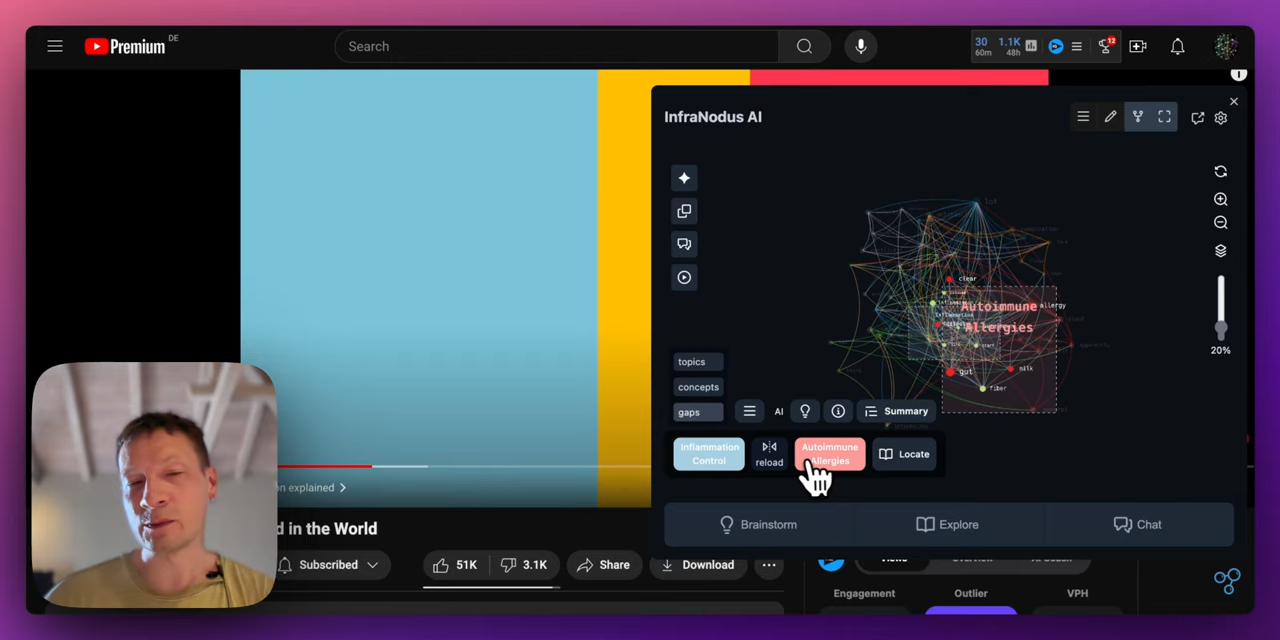 Premium DE
Search
30 1.1K
60m 48h
12
InfraNodus AI
lot
clear
Autoimmune
allergy
Allergies
milk
gut
fiber
20%
topics
concepts
gaps
AI
Summary
Inflammation
Control
reload
Autoimmune
Allergies
Locate
on explained
Brainstorm
Explore
Chat
d in the World
Subscribed
51K
3.1K
Share
Download
Engagement
Outlier
VPH